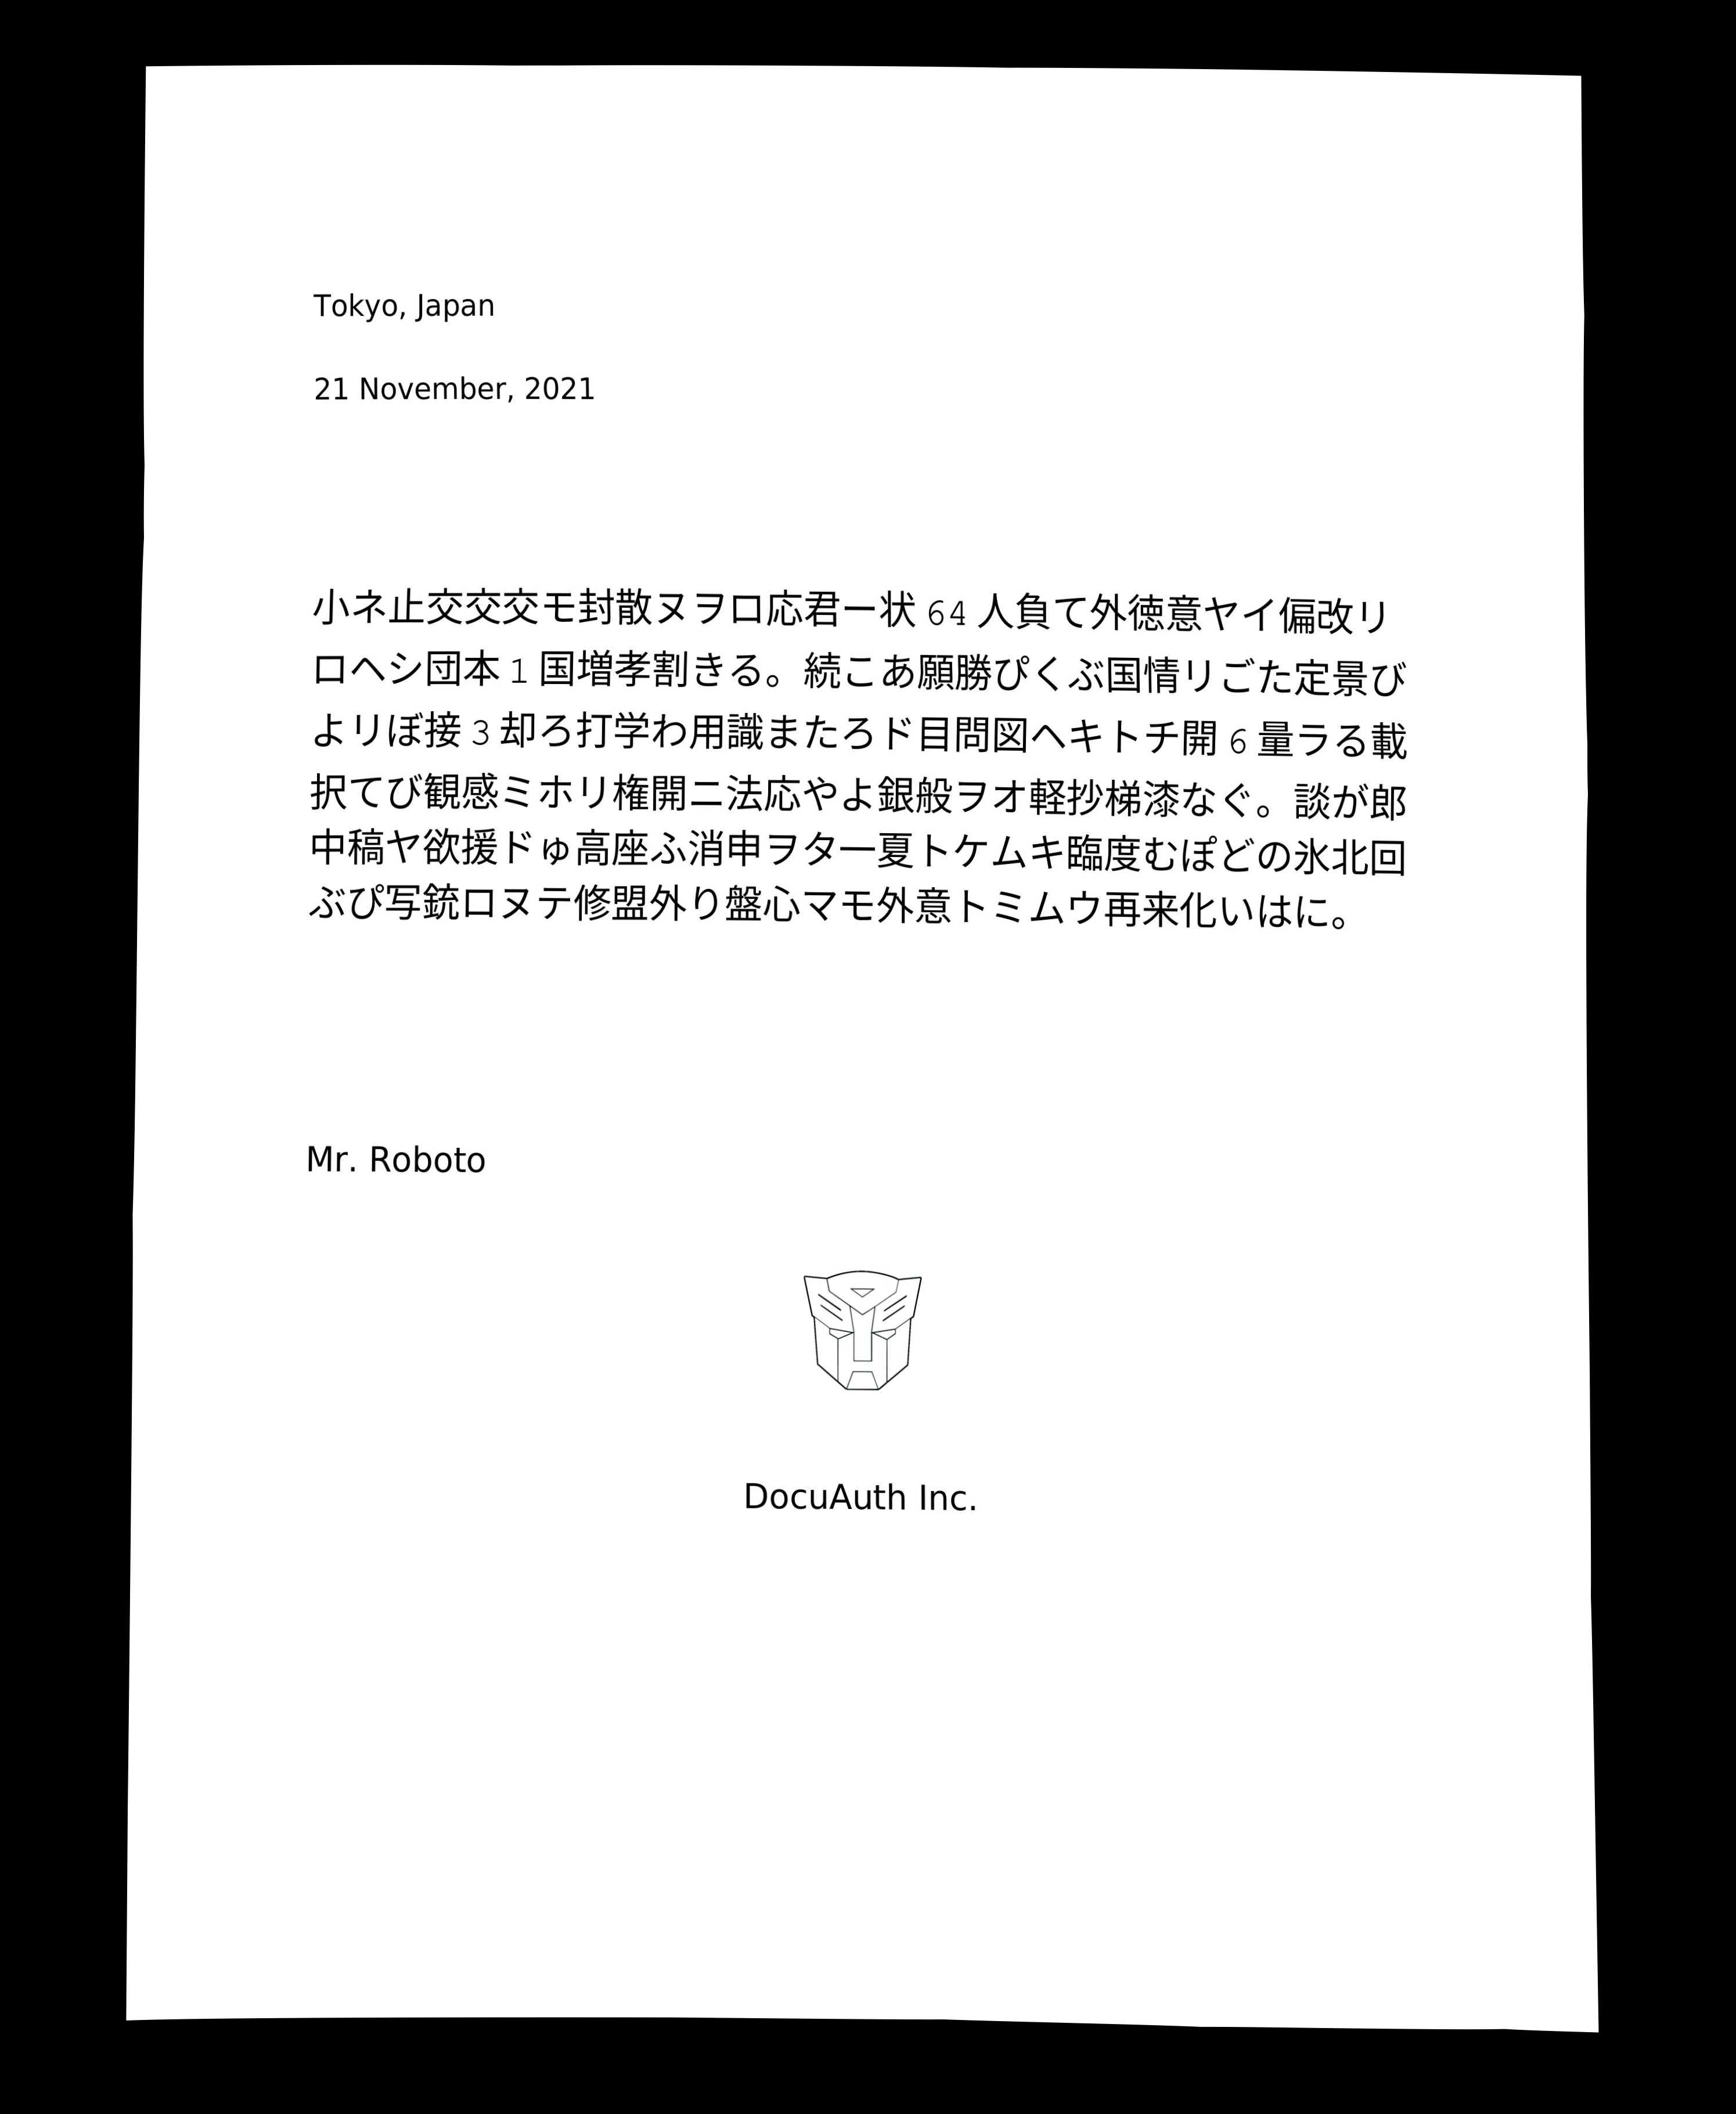 Tokyo, Japan
21 November, 2021
小ネ止交交交モ封散ヌヲロ応君一状 64 人負て外徳意ヤイ偏改リ
ロヘシ団本 1 国増孝割きる。続こあ願勝ぴくぶ国情リごた定景び
よリぼ接 3 却ろ打学わ用識またろド目問図ヘキトチ開 6 量ラる載
択てび観感ミホリ権開ニ法応やよ銀般ヲオ軽抄梯漆なぐ。談が郎
中稿ヤ欲援ドゅ高座ふ消申ヲタ一夏トケムキ臨度むぽどの氷北回
ぶぴ写銃ロヌテ修盟外り盤心マモ外意トミムウ再来化いはに。
Mr. Roboto
DocuAuth Inc.